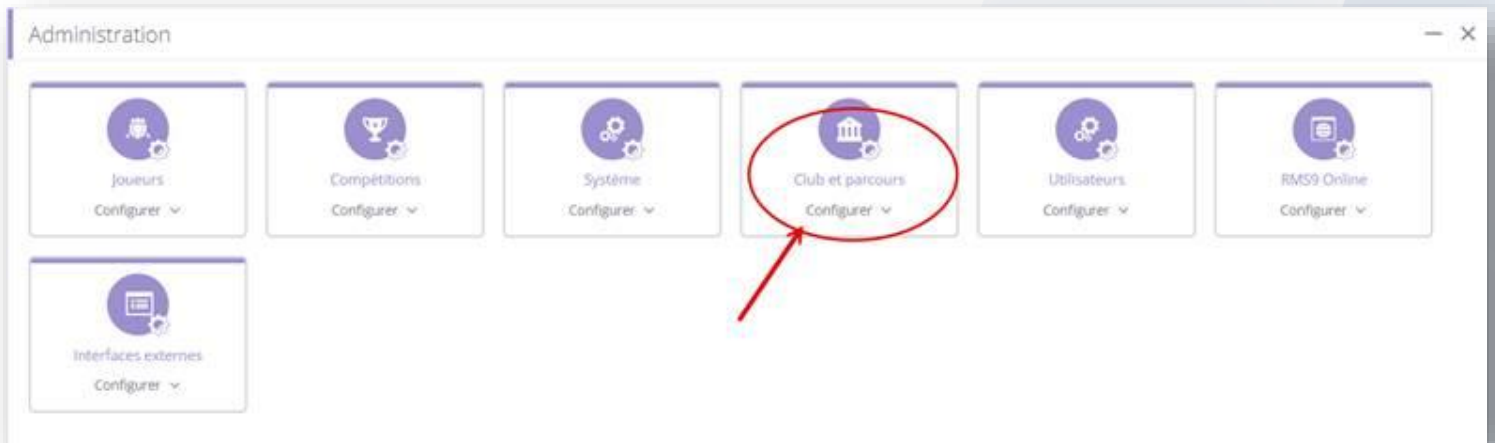 Administration
Joueurs
Configurer
Compétitions
Configurer
Système
Configurer
Club et parcours
Configurer
Utilisateurs
Configurer
RMS9 Online
Configurer
Interfaces externes
Configurer